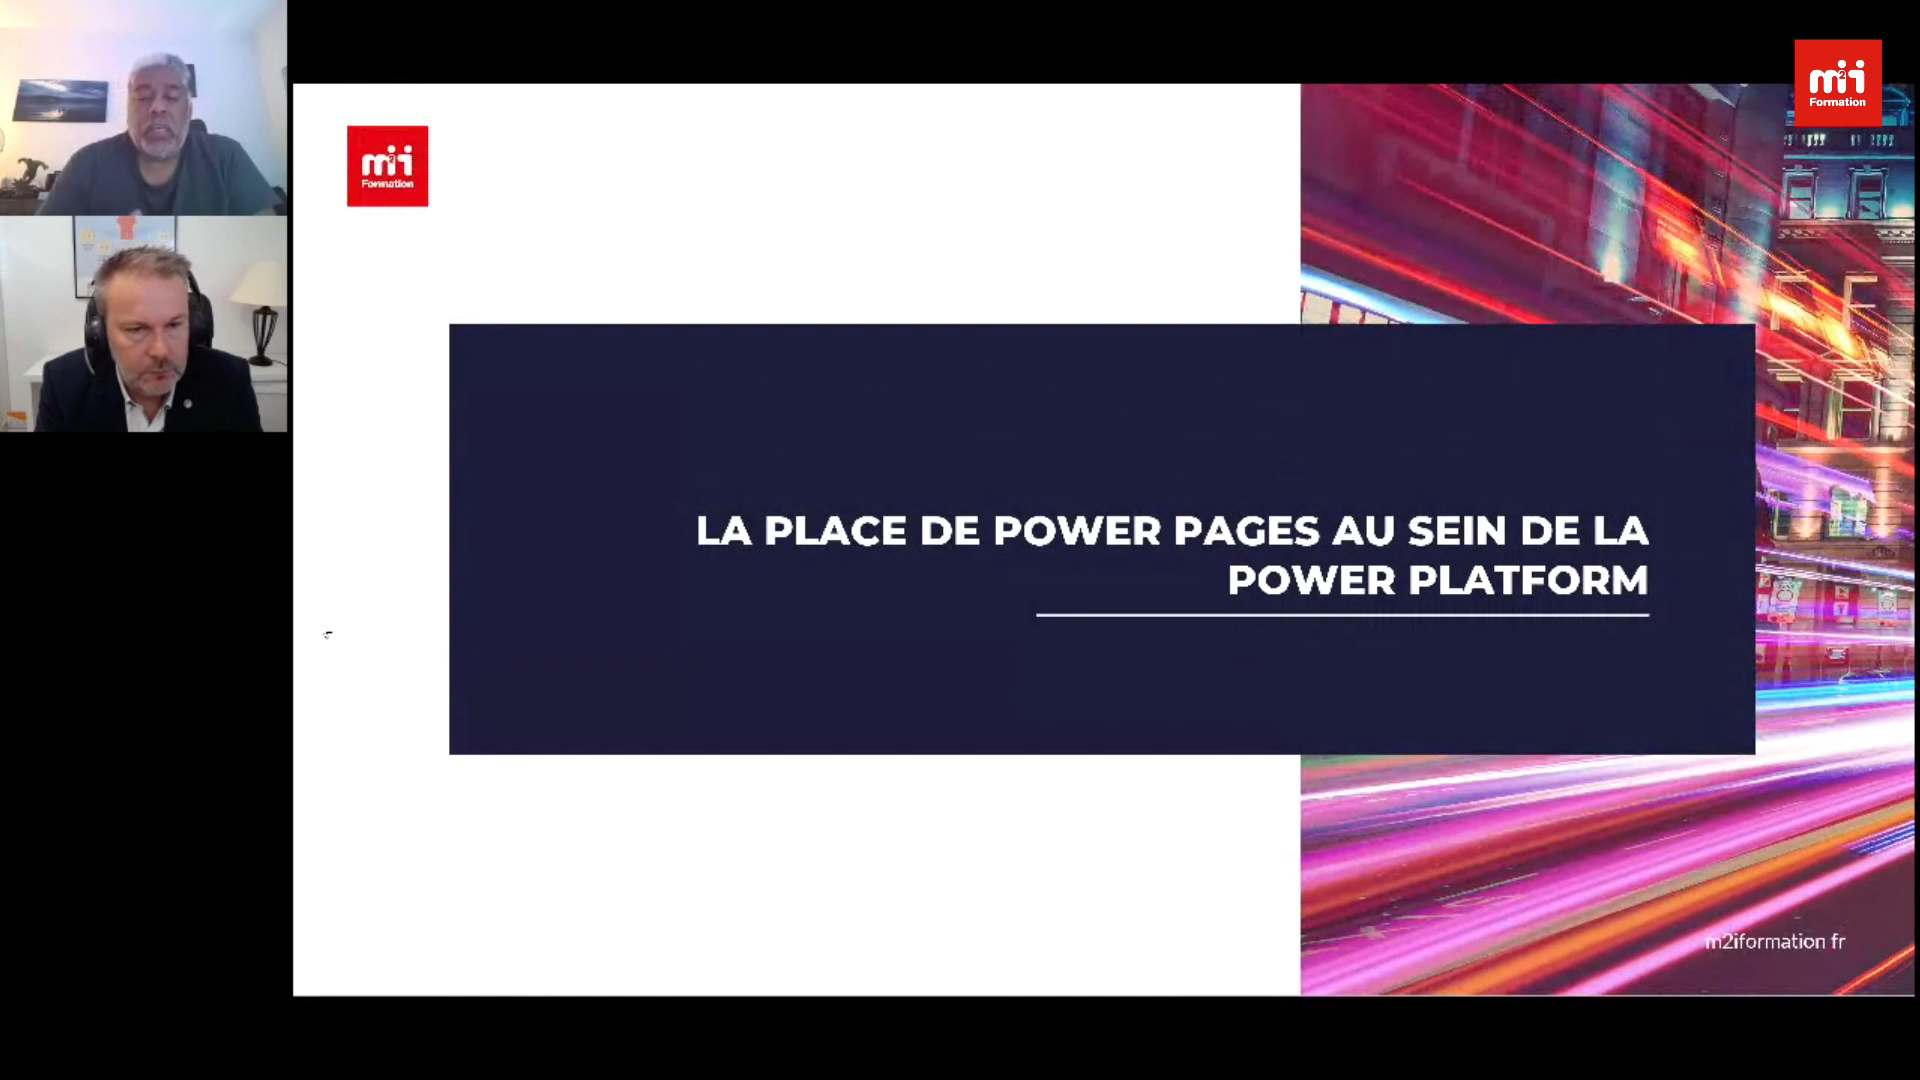 m2i
Formation
m2i
Formation
LA PLACE DE POWER PAGES AU SEIN DE LA
POWER PLATFORM
m2iformation fr